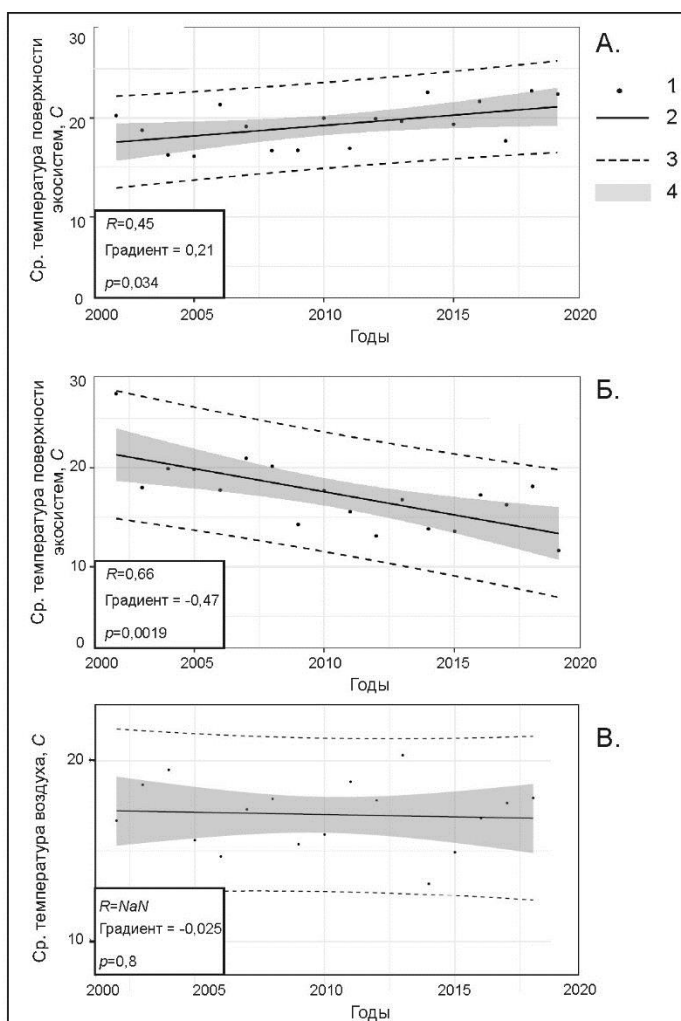 А.
30
20
10
0
Ср. температура поверхности
экосистем, С
R=0,45
Градиент = 0,21
p=0,034
2000
2005
2010
2015
2020
Годы
1
2
3
4
Б.
30
20
10
0
Ср. температура поверхности
экосистем, С
R=0,66
Градиент = -0,47
p=0,0019
2000
2005
2010
2015
2020
Годы
В.
20
10
Ср. температура воздуха, С
R=NaN
Градиент = -0,025
p=0,8
2000
2005
2010
2015
2020
Годы